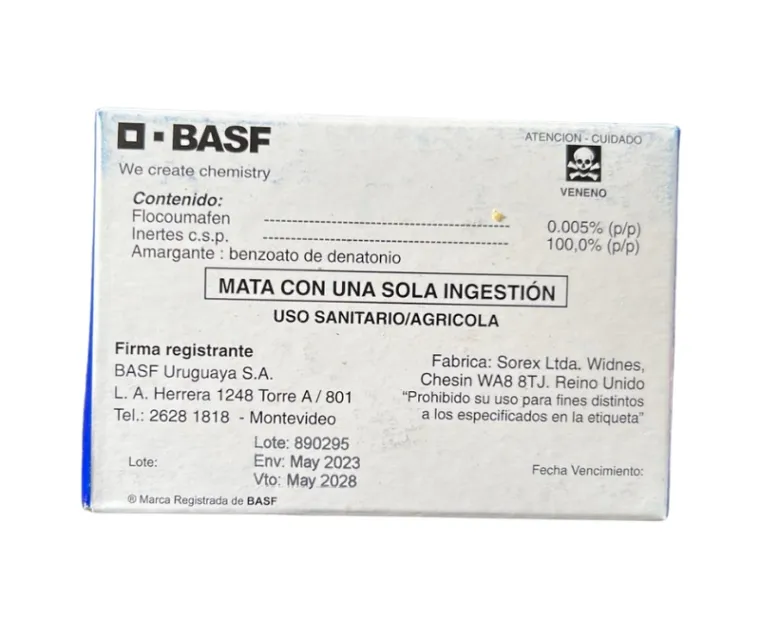 BASF
We create chemistry
ATENCION - CUIDADO
VENENO
Contenido:
Flocoumafen ---------------------------------------- 0.005% (p/p)
Inertes c.s.p. ---------------------------------------- 100,0% (p/p)
Amargante : benzoato de denatonio
MATA CON UNA SOLA INGESTIÓN
USO SANITARIO/AGRICOLA
Firma registrante
BASF Uruguaya S.A.
L. A. Herrera 1248 Torre A / 801
Tel.: 2628 1818 - Montevideo
Fabrica: Sorex Ltda. Widnes,
Chesin WA8 8TJ. Reino Unido
“Prohibido su uso para fines distintos
a los especificados en la etiqueta”
Lote: 890295
Lote: Env: May 2023
Vto: May 2028
Fecha Vencimiento:
® Marca Registrada de BASF